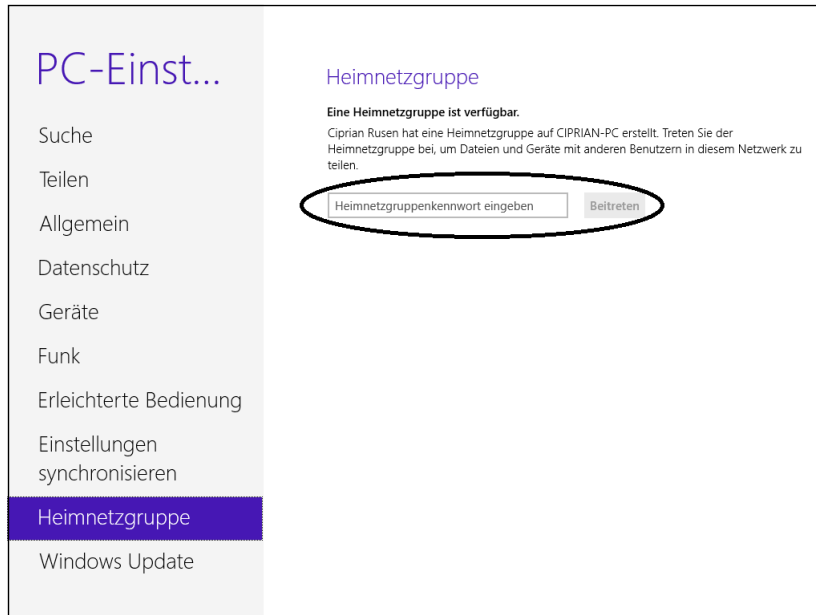 PC-Einst...
Suche
Teilen
Allgemein
Datenschutz
Geräte
Funk
Erleichterte Bedienung
Einstellungen
synchronisieren
Heimnetzgruppe
Windows Update
Heimnetzgruppe
Eine Heimnetzgruppe ist verfügbar.
Ciprian Rusen hat eine Heimnetzgruppe auf CIPRIAN-PC erstellt. Treten Sie der
Heimnetzgruppe bei, um Dateien und Geräte mit anderen Benutzern in diesem Netzwerk zu
teilen.
Heimnetzgruppenkennwort eingeben
Beitreten